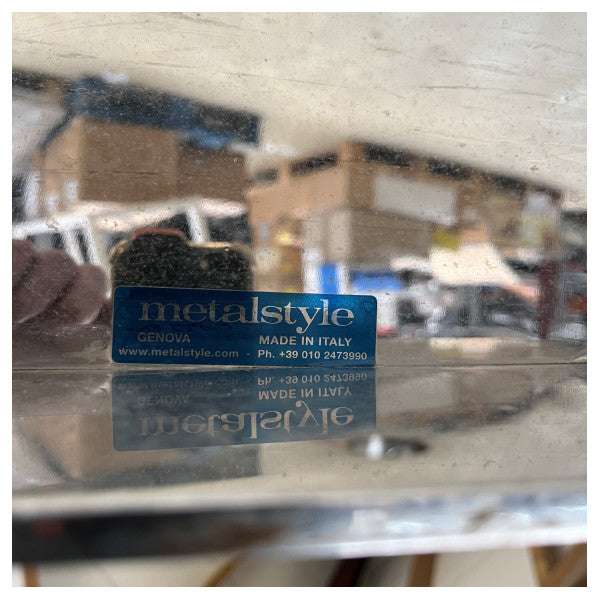 metalstyle
GENOVA MADE IN ITALY
www.metalstyle.com - Ph. +39 010 2473990